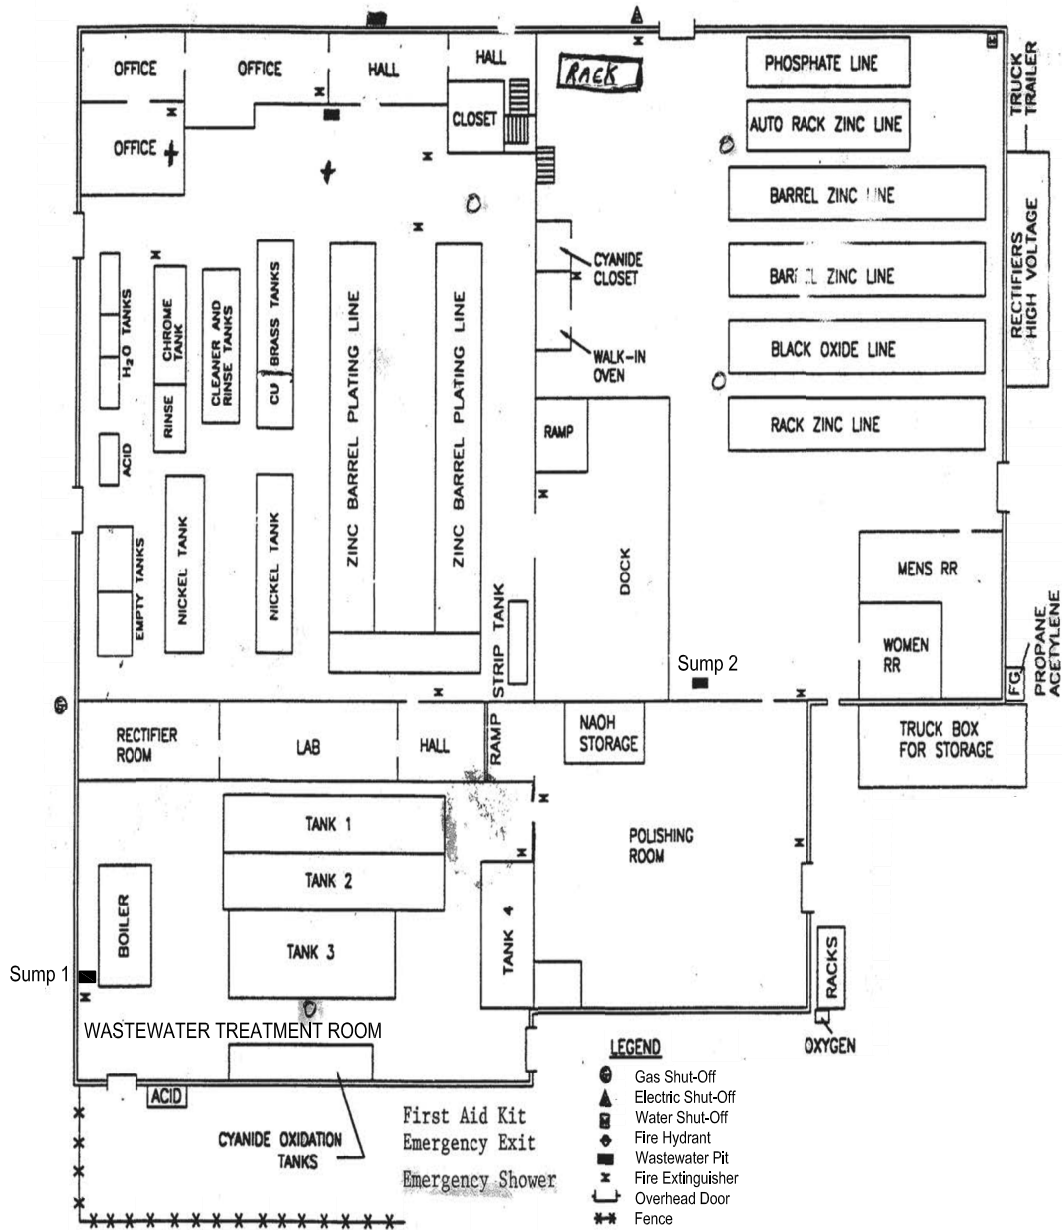 OFFICE
OFFICE
HALL
HALL
RACK
PHOSPHATE LINE
TRUCK
TRAILER
CLOSET
AUTO RACK ZINC LINE
OFFICE
BARREL ZINC LINE
CYANIDE
CLOSET
BARREL ZINC LINE
RECTIFIERS
HIGH VOLTAGE
H2O TANKS
CHROME
TANK
CLEANER AND
RINSE TANKS
CU
BRASS TANKS
ZINC BARREL PLATING LINE
ZINC BARREL PLATING LINE
WALK-IN
OVEN
BLACK OXIDE LINE
RINSE
RAMP
RACK ZINC LINE
ACID
EMPTY TANKS
NICKEL TANK
NICKEL TANK
DOCK
MENS RR
STRIP TANK
WOMEN
RR
PROPANE
ACETYLENE
FG
Sump 2
RECTIFIER
ROOM
LAB
HALL
RAMP
NAOH
STORAGE
TRUCK BOX
FOR STORAGE
TANK 1
TANK 2
POLISHING
ROOM
BOILER
TANK 3
TANK 4
RACKS
Sump 1
WASTEWATER TREATMENT ROOM
OXYGEN
ACID
CYANIDE OXIDATION
TANKS
First Aid Kit
Emergency Exit
Emergency Shower
LEGEND
Gas Shut-Off
Electric Shut-Off
Water Shut-Off
Fire Hydrant
Wastewater Pit
Fire Extinguisher
Overhead Door
Fence